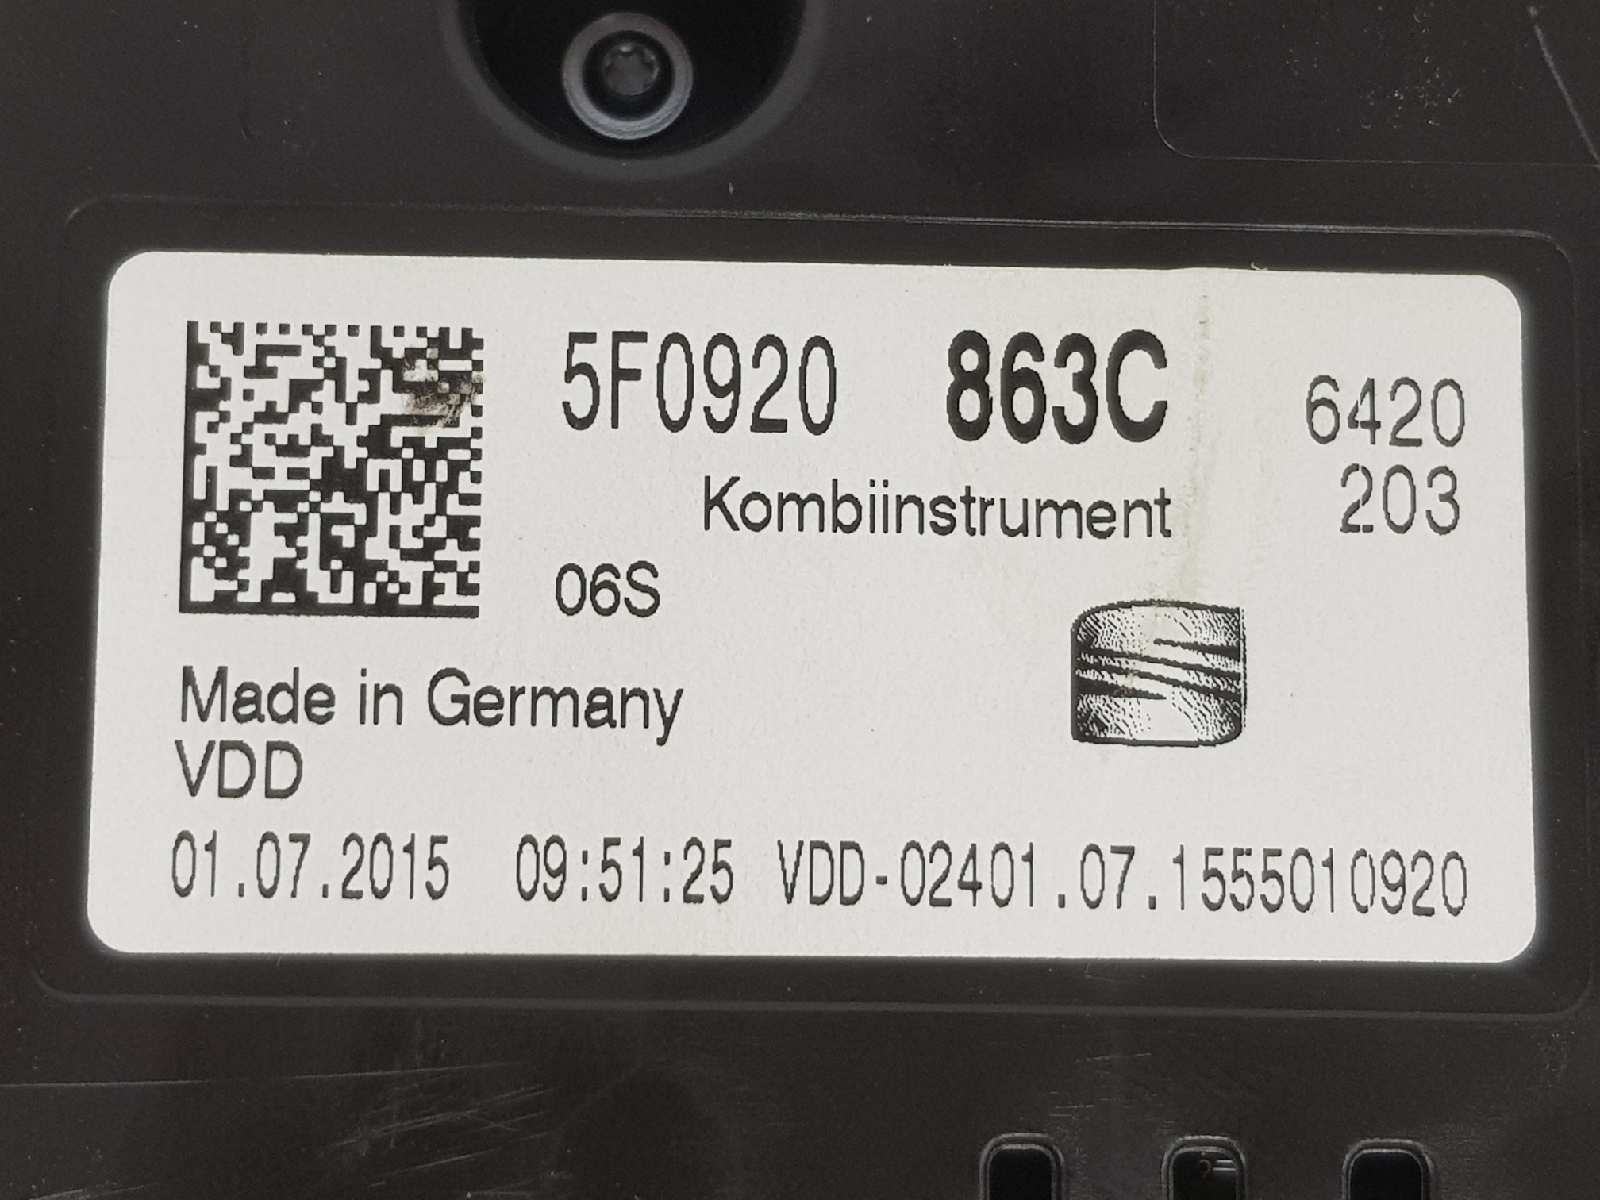 5F0920 863C 6420
Kombiinstrument 203
06S
Made in Germany
VDD
01.07.2015 09:51:25 VDD-02401.07.1555010920